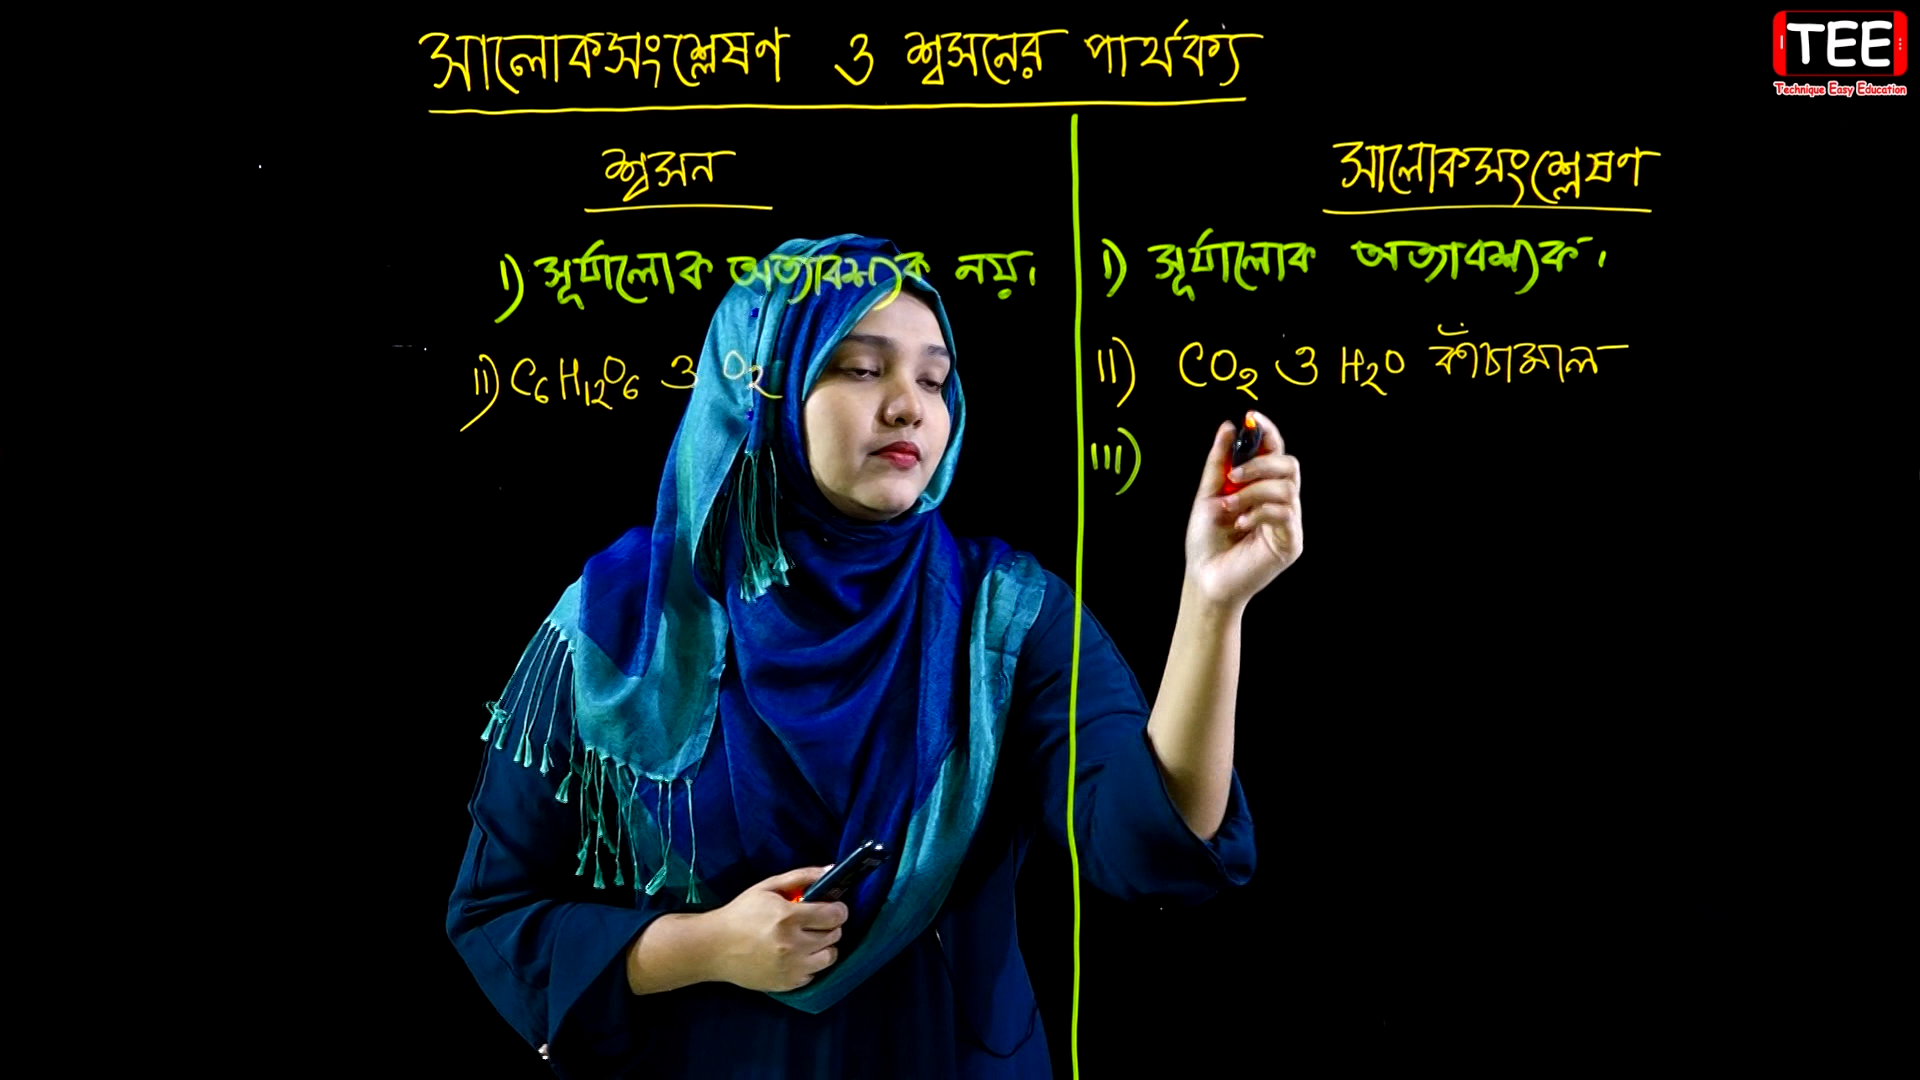 আলোকসংশ্লেষণ ও শ্বসনের পার্থক্য
TEE
Technique Easy Education
শ্বসন
i) সূর্যালোক অত্যাবশ্যক নয়।
ii) C₆H₁₂O₆ ও O₂
আলোকসংশ্লেষণ
i) সূর্যালোক অত্যাবশ্যক।
ii) CO₂ ও H₂O কাঁচামাল
iii)